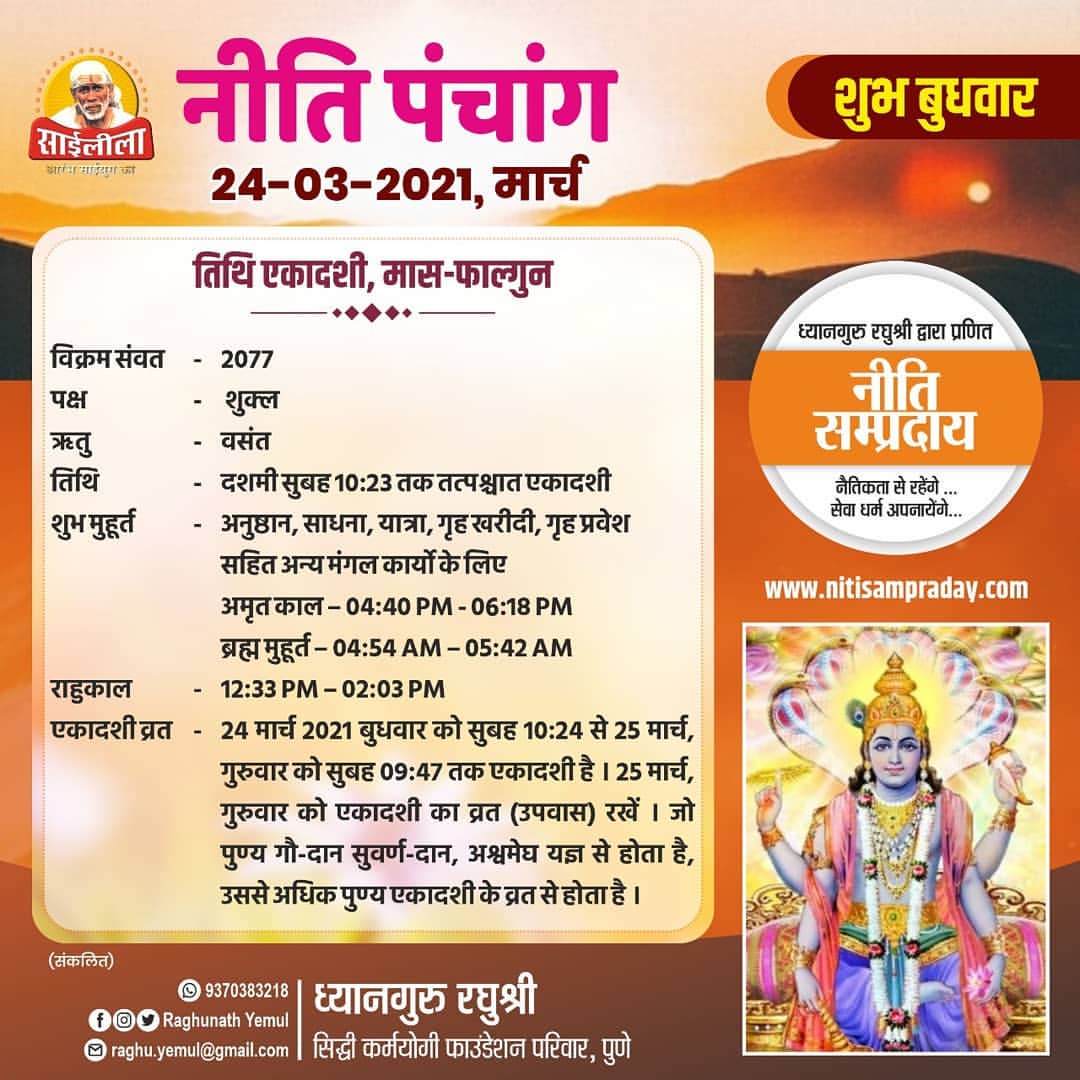 साईलीला
आरंभ साईयुग का
नीति पंचांग
24-03-2021, मार्च
शुभ बुधवार
तिथि एकादशी, मास-फाल्गुन
विक्रम संवत - 2077
पक्ष - शुक्ल
ऋतु - वसंत
तिथि - दशमी सुबह 10:23 तक तत्पश्चात एकादशी
शुभ मुहूर्त - अनुष्ठान, साधना, यात्रा, गृह खरीदी, गृह प्रवेश
सहित अन्य मंगल कार्यो के लिए
अमृत काल – 04:40 PM - 06:18 PM
ब्रह्म मुहूर्त – 04:54 AM – 05:42 AM
राहुकाल - 12:33 PM – 02:03 PM
एकादशी व्रत - 24 मार्च 2021 बुधवार को सुबह 10:24 से 25 मार्च,
गुरुवार को सुबह 09:47 तक एकादशी है । 25 मार्च,
गुरुवार को एकादशी का व्रत (उपवास) रखें । जो
पुण्य गौ-दान सुवर्ण-दान, अश्वमेघ यज्ञ से होता है,
उससे अधिक पुण्य एकादशी के व्रत से होता है ।
ध्यानगुरु रघुश्री द्वारा प्रणित
नीति
सम्प्रदाय
नैतिकता से रहेंगे ...
सेवा धर्म अपनायेंगे...
www.nitisampraday.com
(संकलित)
9370383218
Raghunath Yemul
raghu.yemul@gmail.com
ध्यानगुरु रघुश्री
सिद्धी कर्मयोगी फाउंडेशन परिवार, पुणे